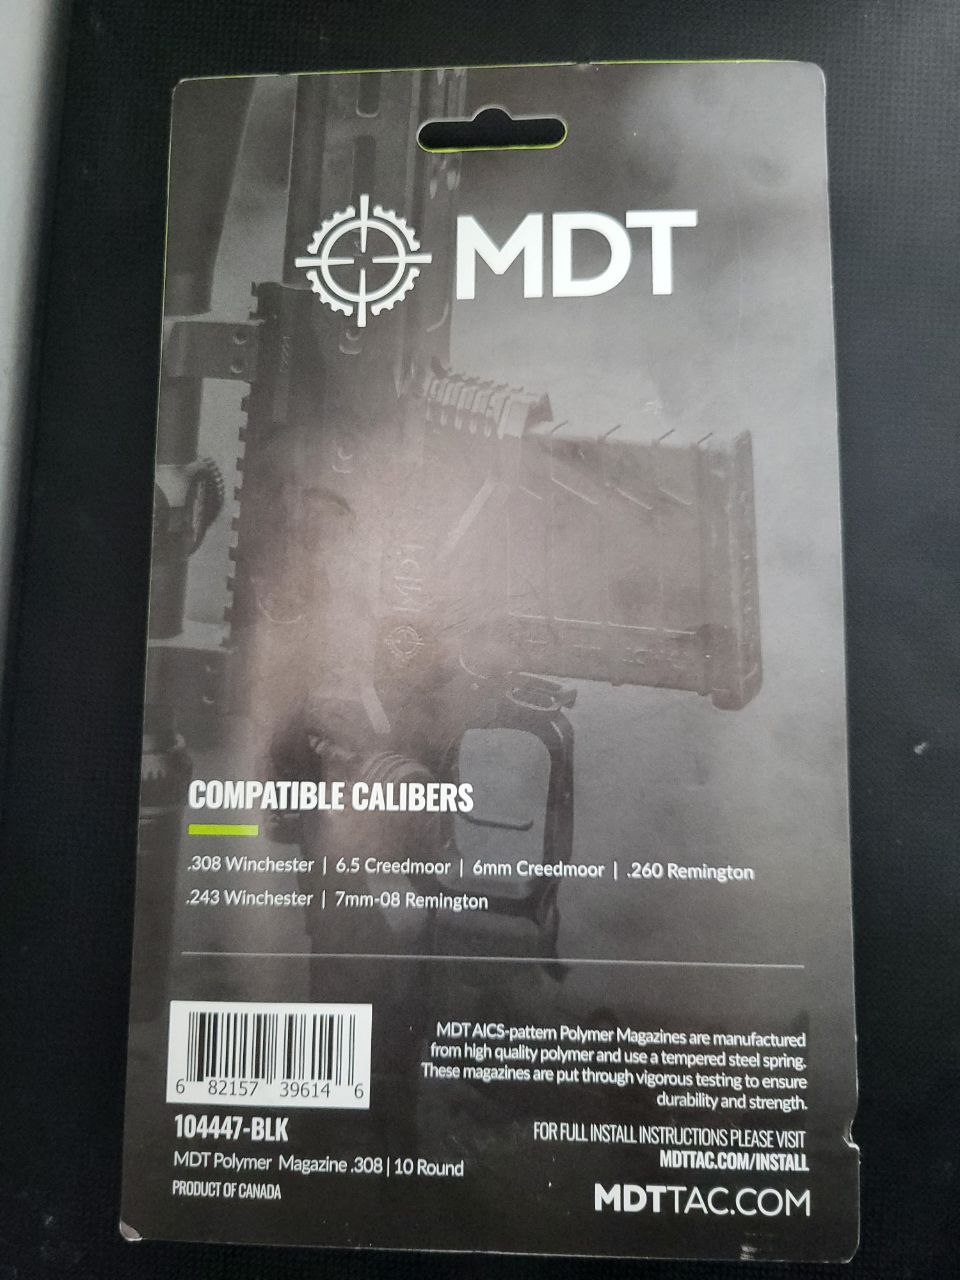 MDT
MDT
COMPATIBLE CALIBERS
.308 Winchester | 6.5 Creedmoor | 6mm Creedmoor | .260 Remington
.243 Winchester | 7mm-08 Remington
6 82157 39614 6
104447-BLK
MDT Polymer Magazine .308 | 10 Round
PRODUCT OF CANADA
MDT AICS-pattern Polymer Magazines are manufactured
from high quality polymer and use a tempered steel spring.
These magazines are put through vigorous testing to ensure
durability and strength.
FOR FULL INSTALL INSTRUCTIONS PLEASE VISIT
MDTTAC.COM/INSTALL
MDTTAC.COM